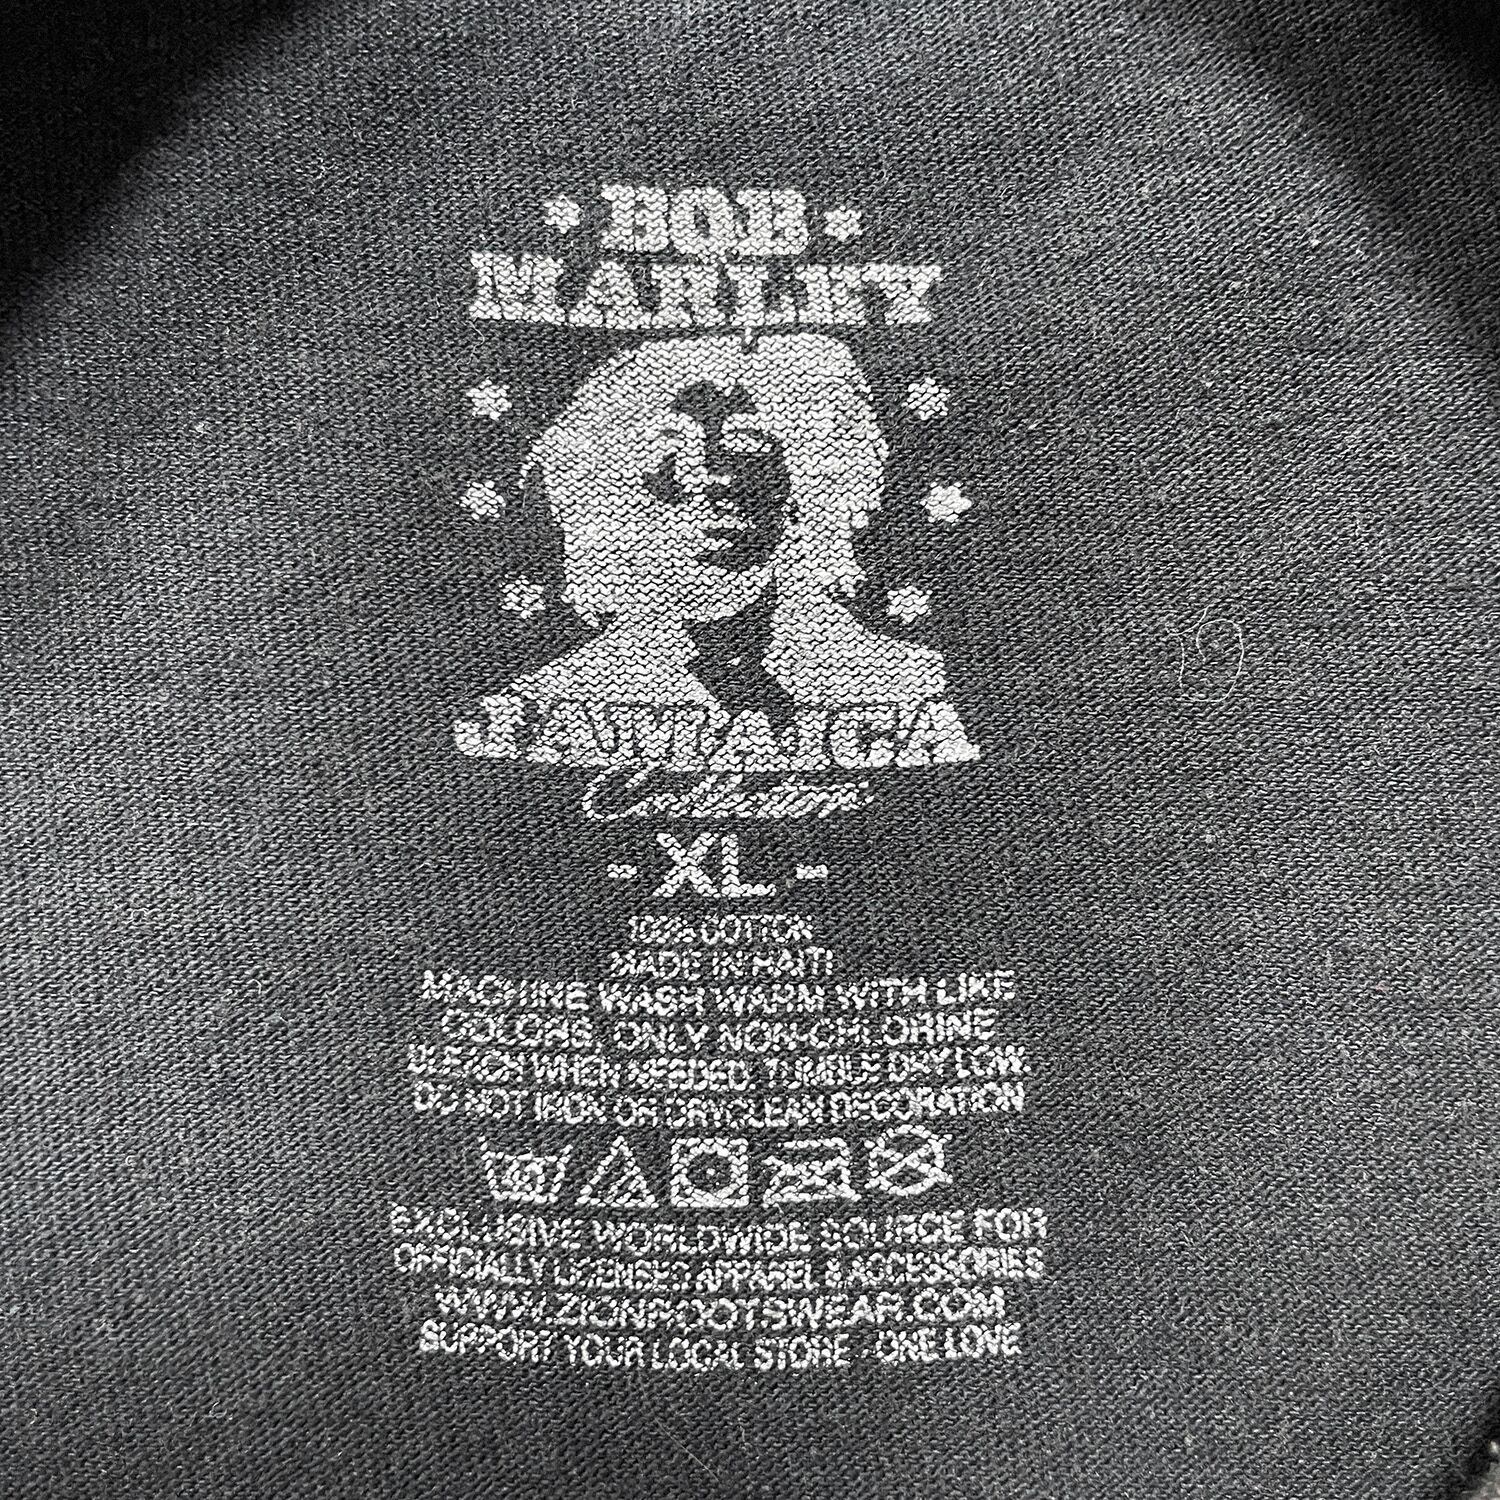 BOB
MARLEY
JAMAICA
Collection
- XL -
100% COTTON
MADE IN HAITI
MACHINE WASH WARM WITH LIKE
COLORS. ONLY NON-CHLORINE
BLEACH WHEN NEEDED. TUMBLE DRY LOW.
DO NOT IRON OR DRYCLEAN DECORATION
EXCLUSIVE WORLDWIDE SOURCE FOR
OFFICIALLY LICENSED APPAREL & ACCESSORIES
WWW.ZIONROOTSWEAR.COM
SUPPORT YOUR LOCAL STORE - ONE LOVE